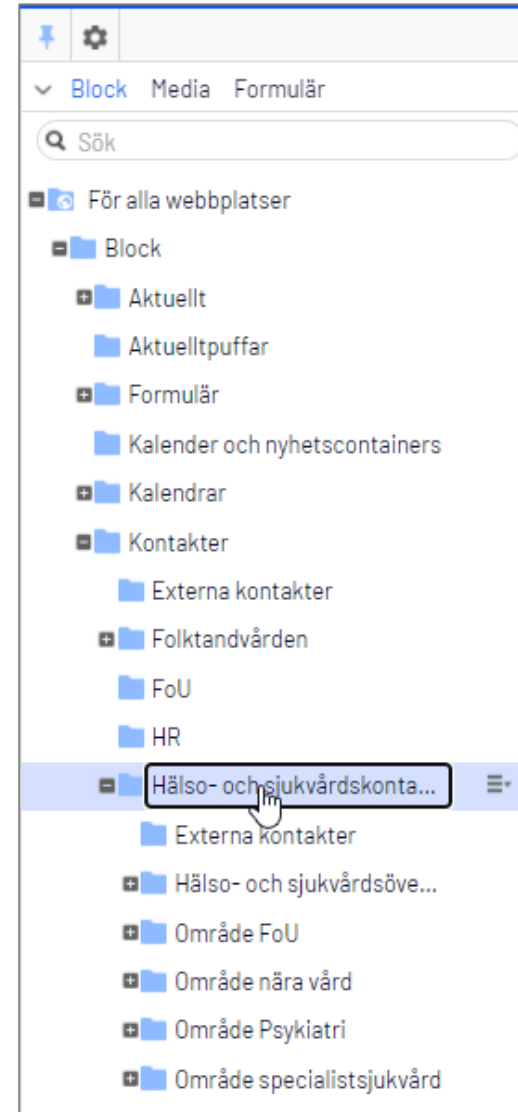 Block Media Formulär
Sök
För alla webbplatser
Block
Aktuellt
Aktuelltpuffar
Formulär
Kalender och nyhetscontainers
Kalendrar
Kontakter
Externa kontakter
Folktandvården
FoU
HR
Hälso- och sjukvårdskonta...
Externa kontakter
Hälso- och sjukvårdsöve...
Område FoU
Område nära vård
Område Psykiatri
Område specialistsjukvård